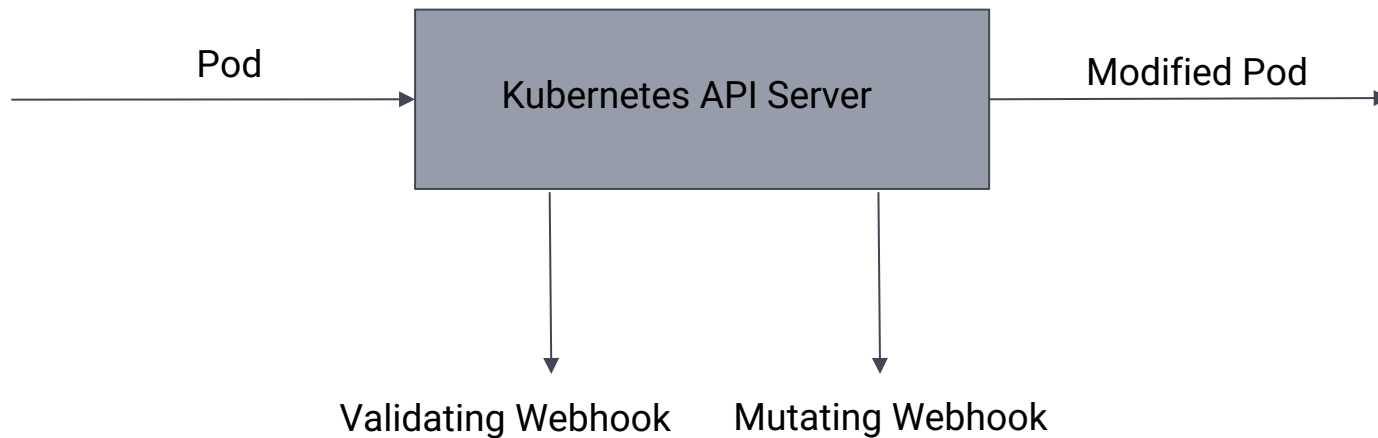 Pod
Kubernetes API Server
Modified Pod
Validating Webhook
Mutating Webhook